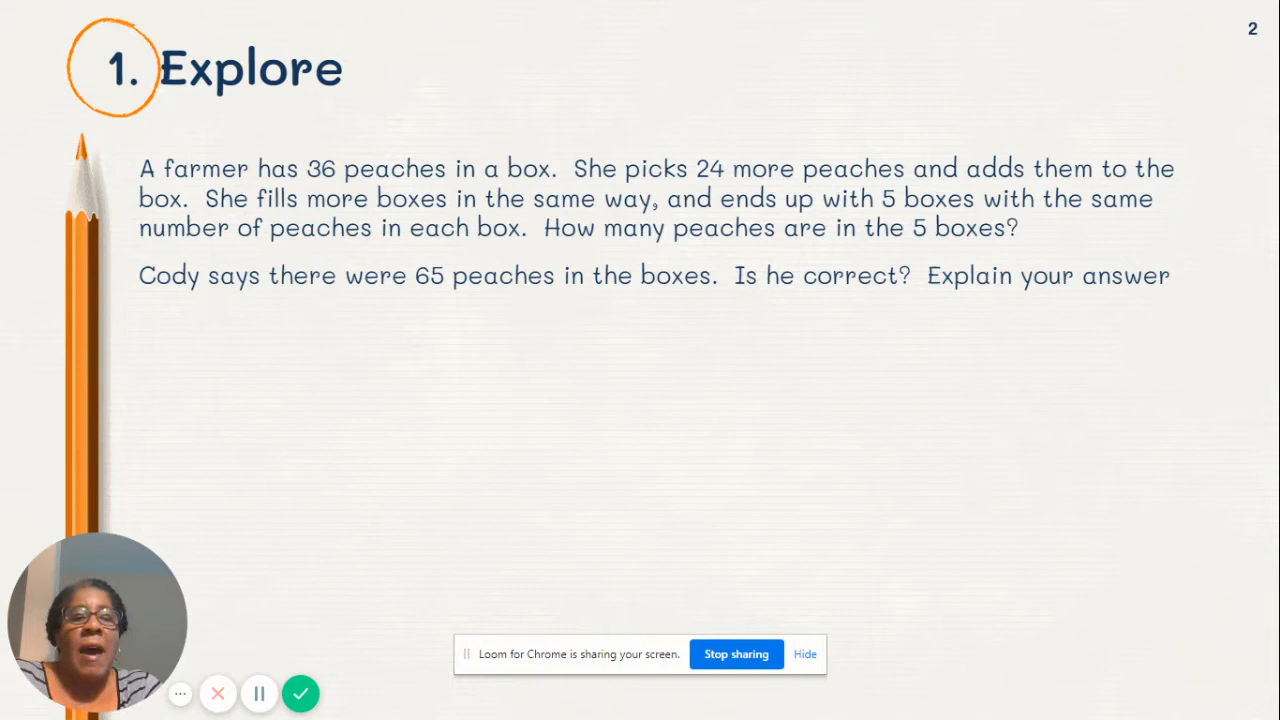 2
1. Explore
A farmer has 36 peaches in a box. She picks 24 more peaches and adds them to the
box. She fills more boxes in the same way, and ends up with 5 boxes with the same
number of peaches in each box. How many peaches are in the 5 boxes?
Cody says there were 65 peaches in the boxes. Is he correct? Explain your answer
Loom for Chrome is sharing your screen. Stop sharing Hide